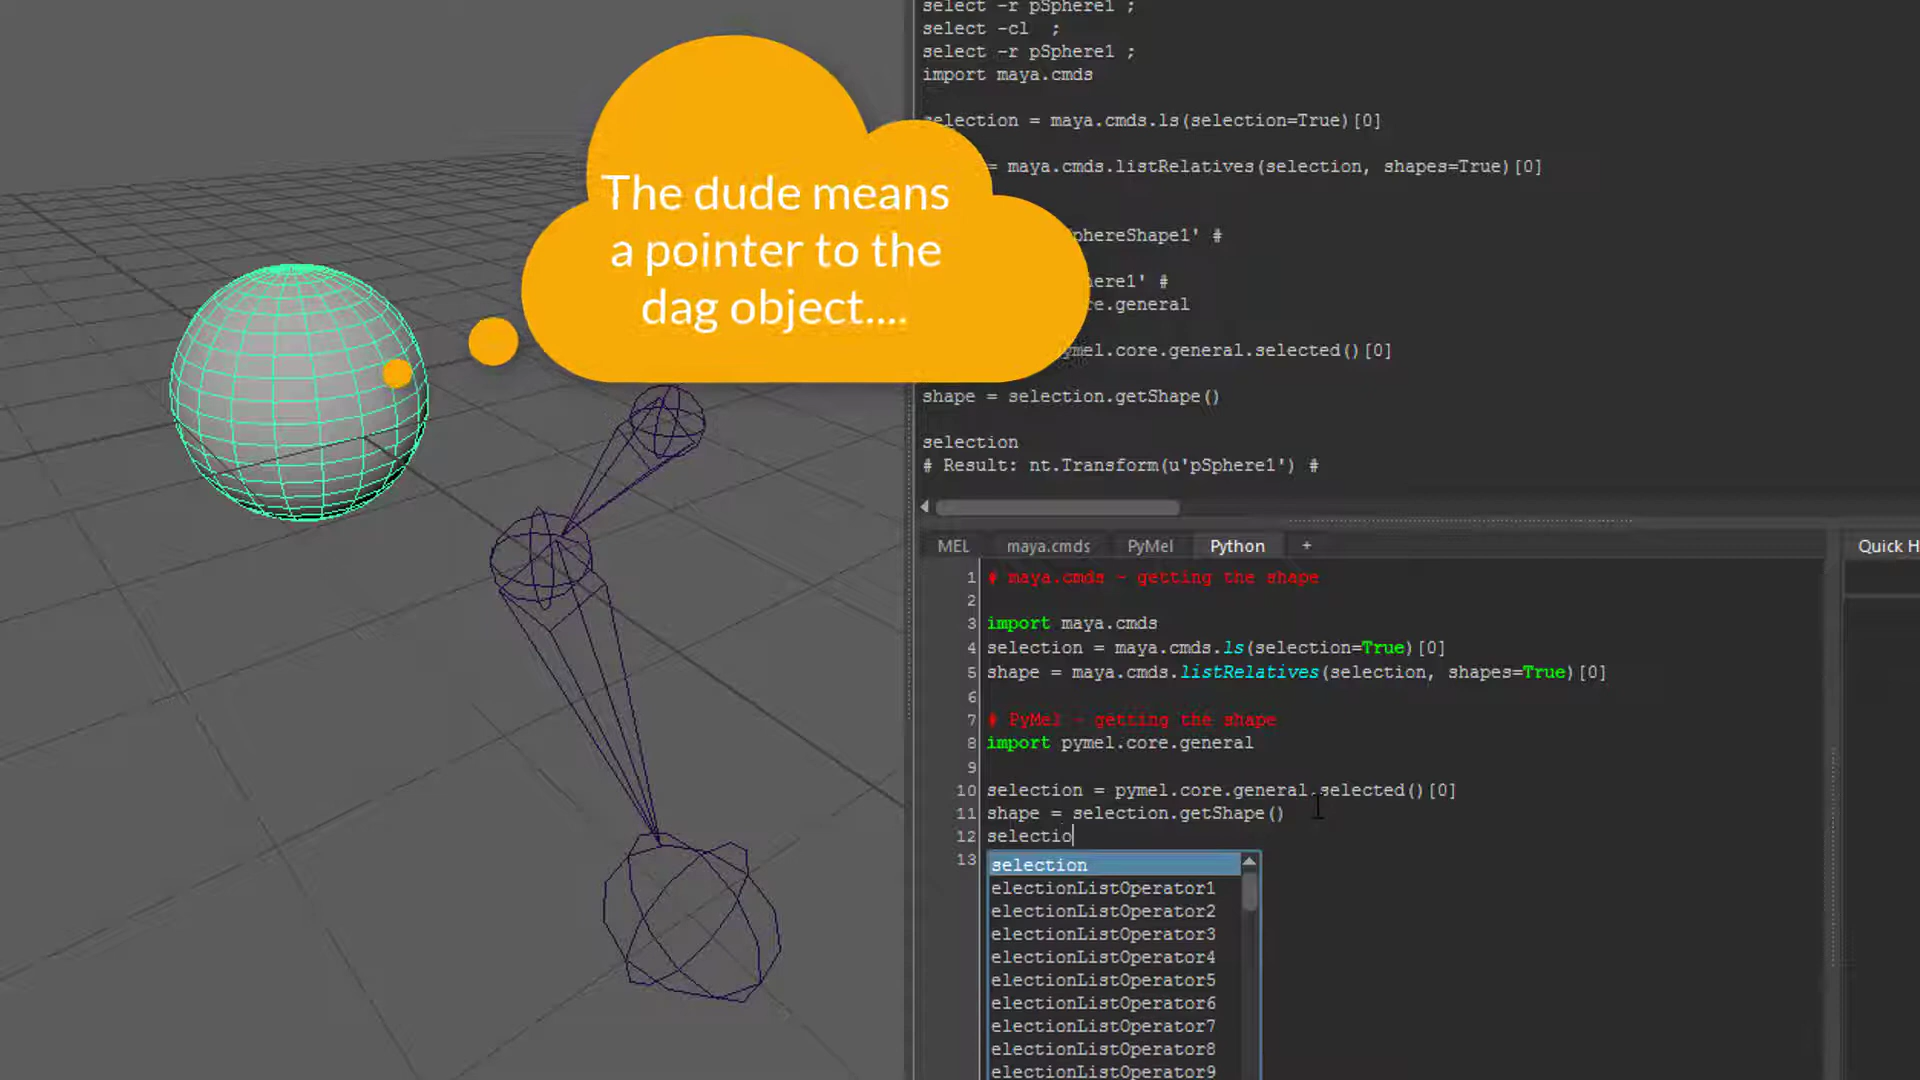 select -r pSphere1 ;
select -cl  ;
select -r pSphere1 ;
import maya.cmds
selection = maya.cmds.ls(selection=True)[0]
= maya.cmds.listRelatives(selection, shapes=True)[0]
The dude means
a pointer to the
dag object....
phereShape1' #
ere1' #
re.general
ymel.core.general.selected()[0]
shape = selection.getShape()
selection
# Result: nt.Transform(u'pSphere1') #
MEL maya.cmds PyMel Python +
Quick H
1 # maya.cmds - getting the shape
2
3 import maya.cmds
4 selection = maya.cmds.ls(selection=True)[0]
5 shape = maya.cmds.listRelatives(selection, shapes=True)[0]
6
7 # PyMel - getting the shape
8 import pymel.core.general
9
10 selection = pymel.core.general.selected()[0]
11 shape = selection.getShape()
12 selectio
13
selection
electionListOperator1
electionListOperator2
electionListOperator3
electionListOperator4
electionListOperator5
electionListOperator6
electionListOperator7
electionListOperator8
electionListOperator9